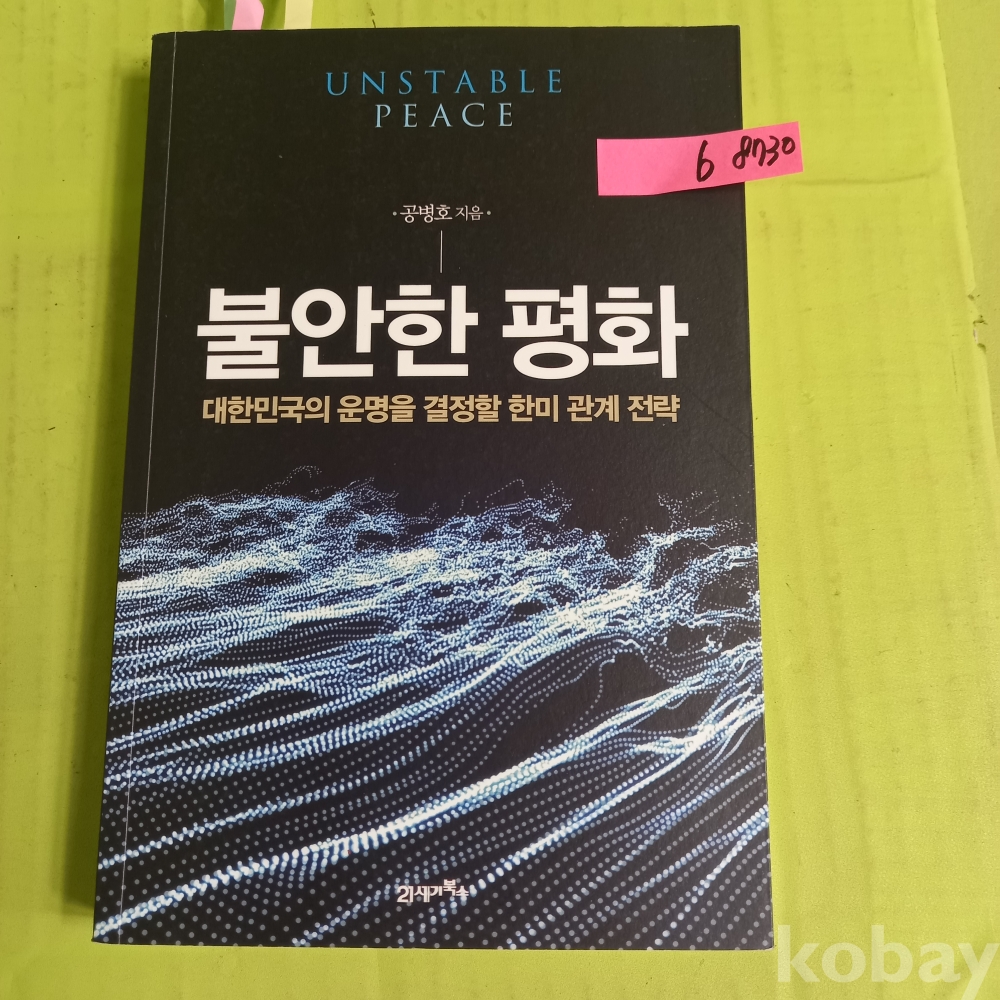 UNSTABLE
PEACE
6 8730
• 공병호 지음 •
불안한 평화
대한민국의 운명을 결정할 한미 관계 전략
21세기북스
kobay